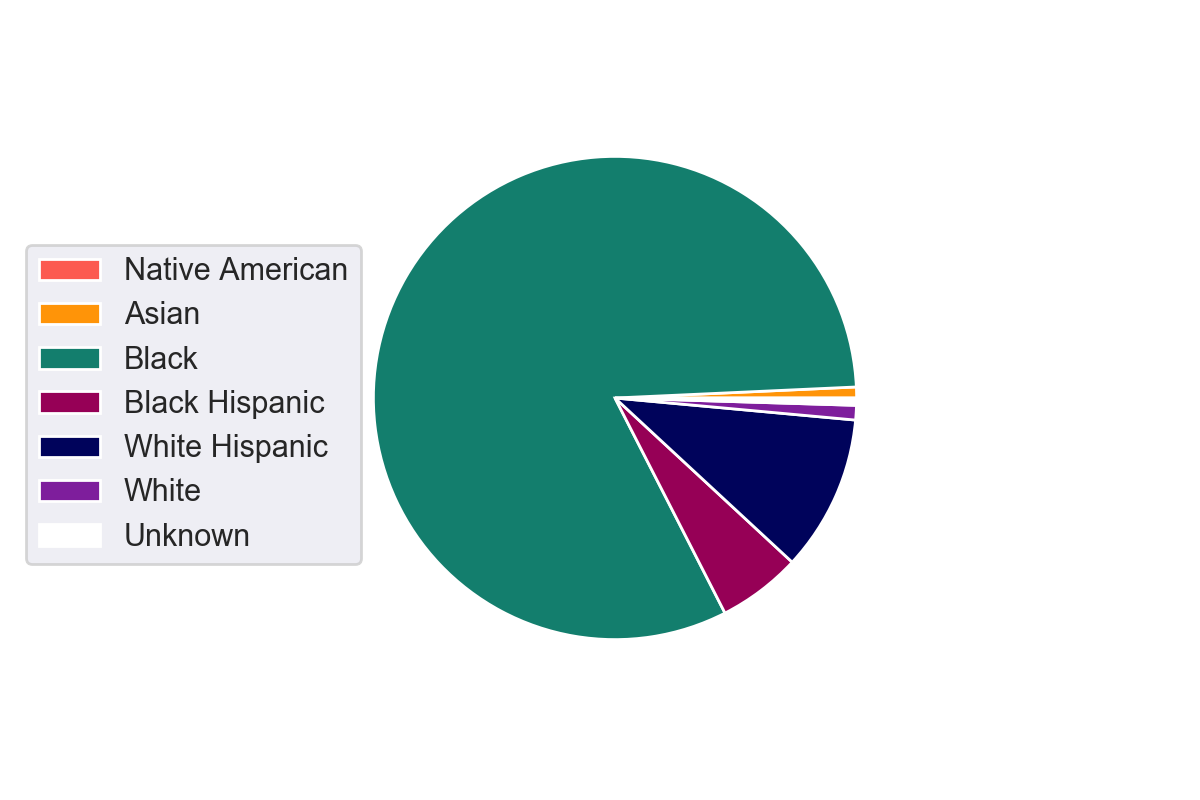 Native American
Asian
Black
Black Hispanic
White Hispanic
White
Unknown